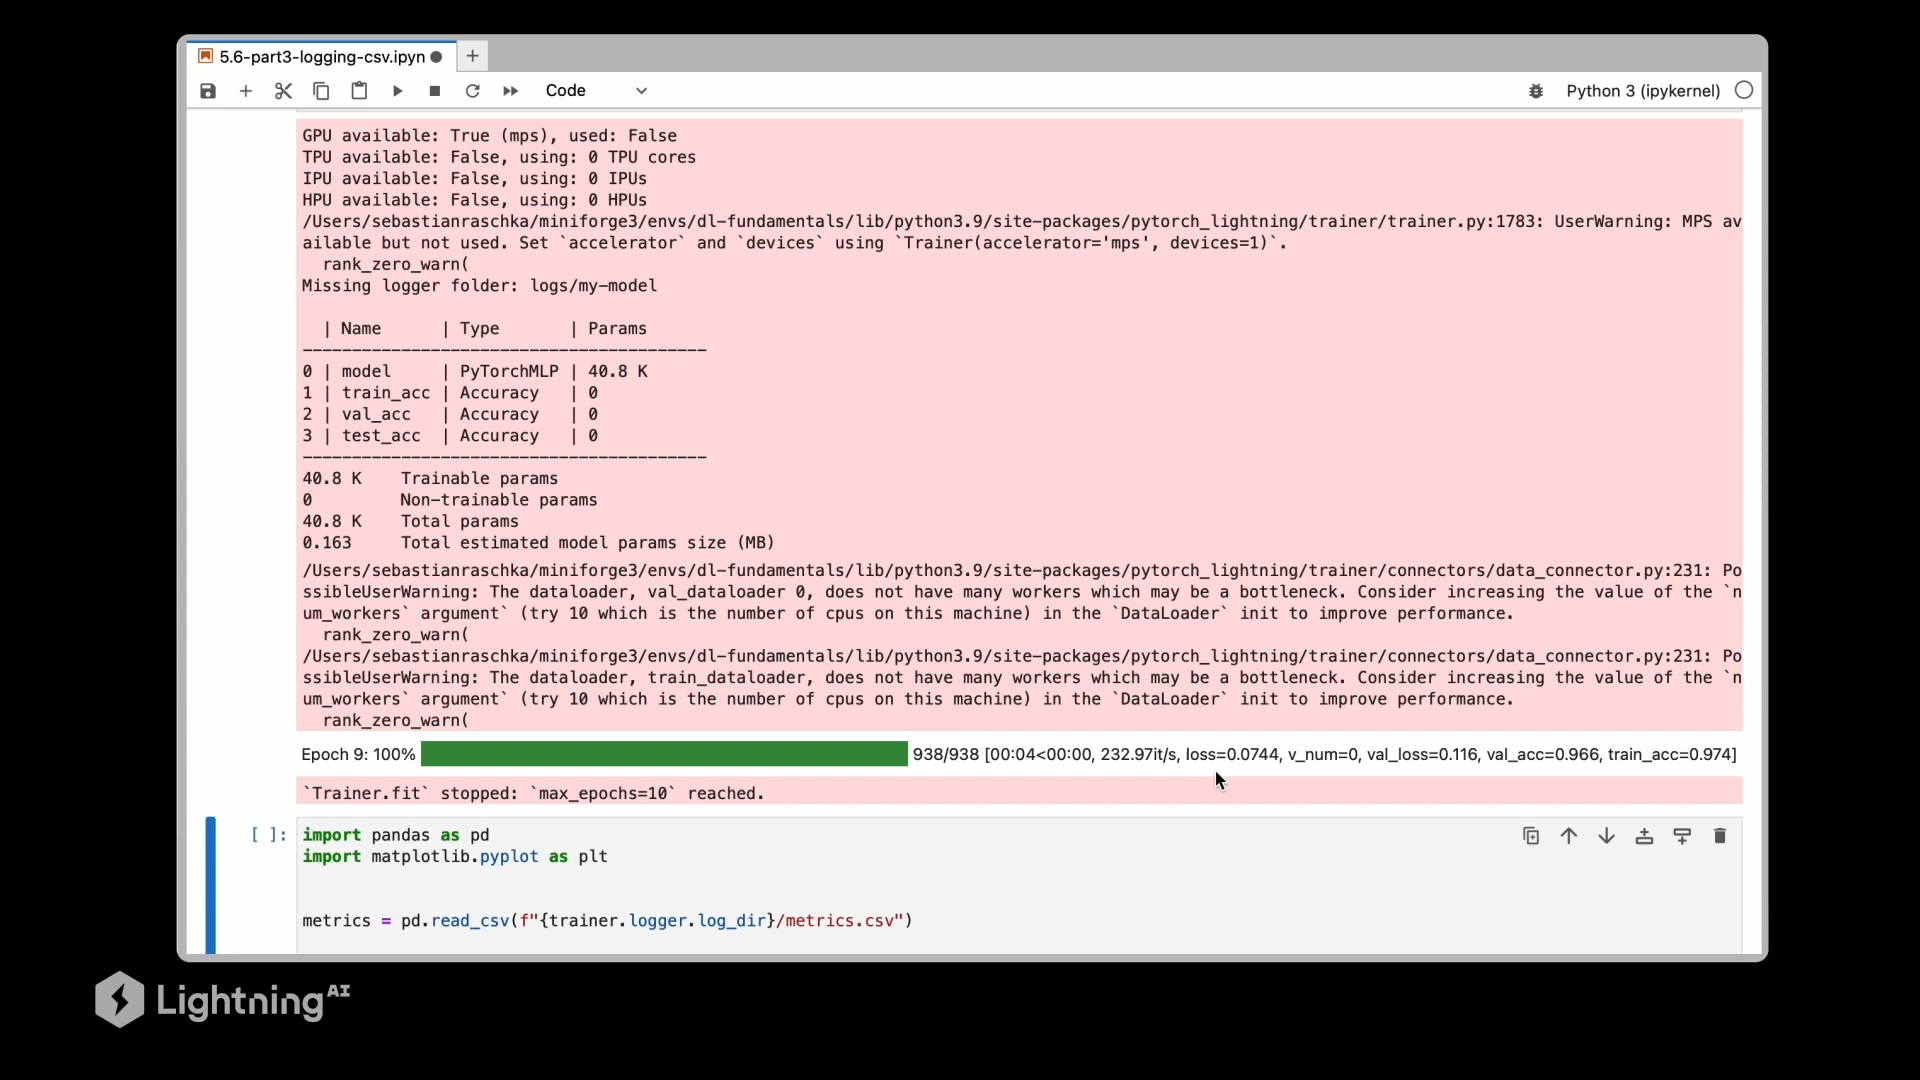 5.6-part3-logging-csv.ipyn
Code
Python 3 (ipykernel)
GPU available: True (mps), used: False
TPU available: False, using: 0 TPU cores
IPU available: False, using: 0 IPUs
HPU available: False, using: 0 HPUs
/Users/sebastianraschka/miniforge3/envs/dl-fundamentals/lib/python3.9/site-packages/pytorch_lightning/trainer/trainer.py:1783: UserWarning: MPS av
ailable but not used. Set `accelerator` and `devices` using `Trainer(accelerator='mps', devices=1)`.
  rank_zero_warn(
Missing logger folder: logs/my-model
  | Name      | Type       | Params
-----------------------------------------
0 | model     | PyTorchMLP | 40.8 K
1 | train_acc | Accuracy   | 0
2 | val_acc   | Accuracy   | 0
3 | test_acc  | Accuracy   | 0
-----------------------------------------
40.8 K    Trainable params
0         Non-trainable params
40.8 K    Total params
0.163     Total estimated model params size (MB)
/Users/sebastianraschka/miniforge3/envs/dl-fundamentals/lib/python3.9/site-packages/pytorch_lightning/trainer/connectors/data_connector.py:231: Po
ssibleUserWarning: The dataloader, val_dataloader 0, does not have many workers which may be a bottleneck. Consider increasing the value of the `n
um_workers` argument` (try 10 which is the number of cpus on this machine) in the `DataLoader` init to improve performance.
  rank_zero_warn(
/Users/sebastianraschka/miniforge3/envs/dl-fundamentals/lib/python3.9/site-packages/pytorch_lightning/trainer/connectors/data_connector.py:231: Po
ssibleUserWarning: The dataloader, train_dataloader, does not have many workers which may be a bottleneck. Consider increasing the value of the `n
um_workers` argument` (try 10 which is the number of cpus on this machine) in the `DataLoader` init to improve performance.
  rank_zero_warn(
Epoch 9: 100% 938/938 [00:04<00:00, 232.97it/s, loss=0.0744, v_num=0, val_loss=0.116, val_acc=0.966, train_acc=0.974]
`Trainer.fit` stopped: `max_epochs=10` reached.
[ ]: import pandas as pd
import matplotlib.pyplot as plt
metrics = pd.read_csv(f"{trainer.logger.log_dir}/metrics.csv")
Lightning AI